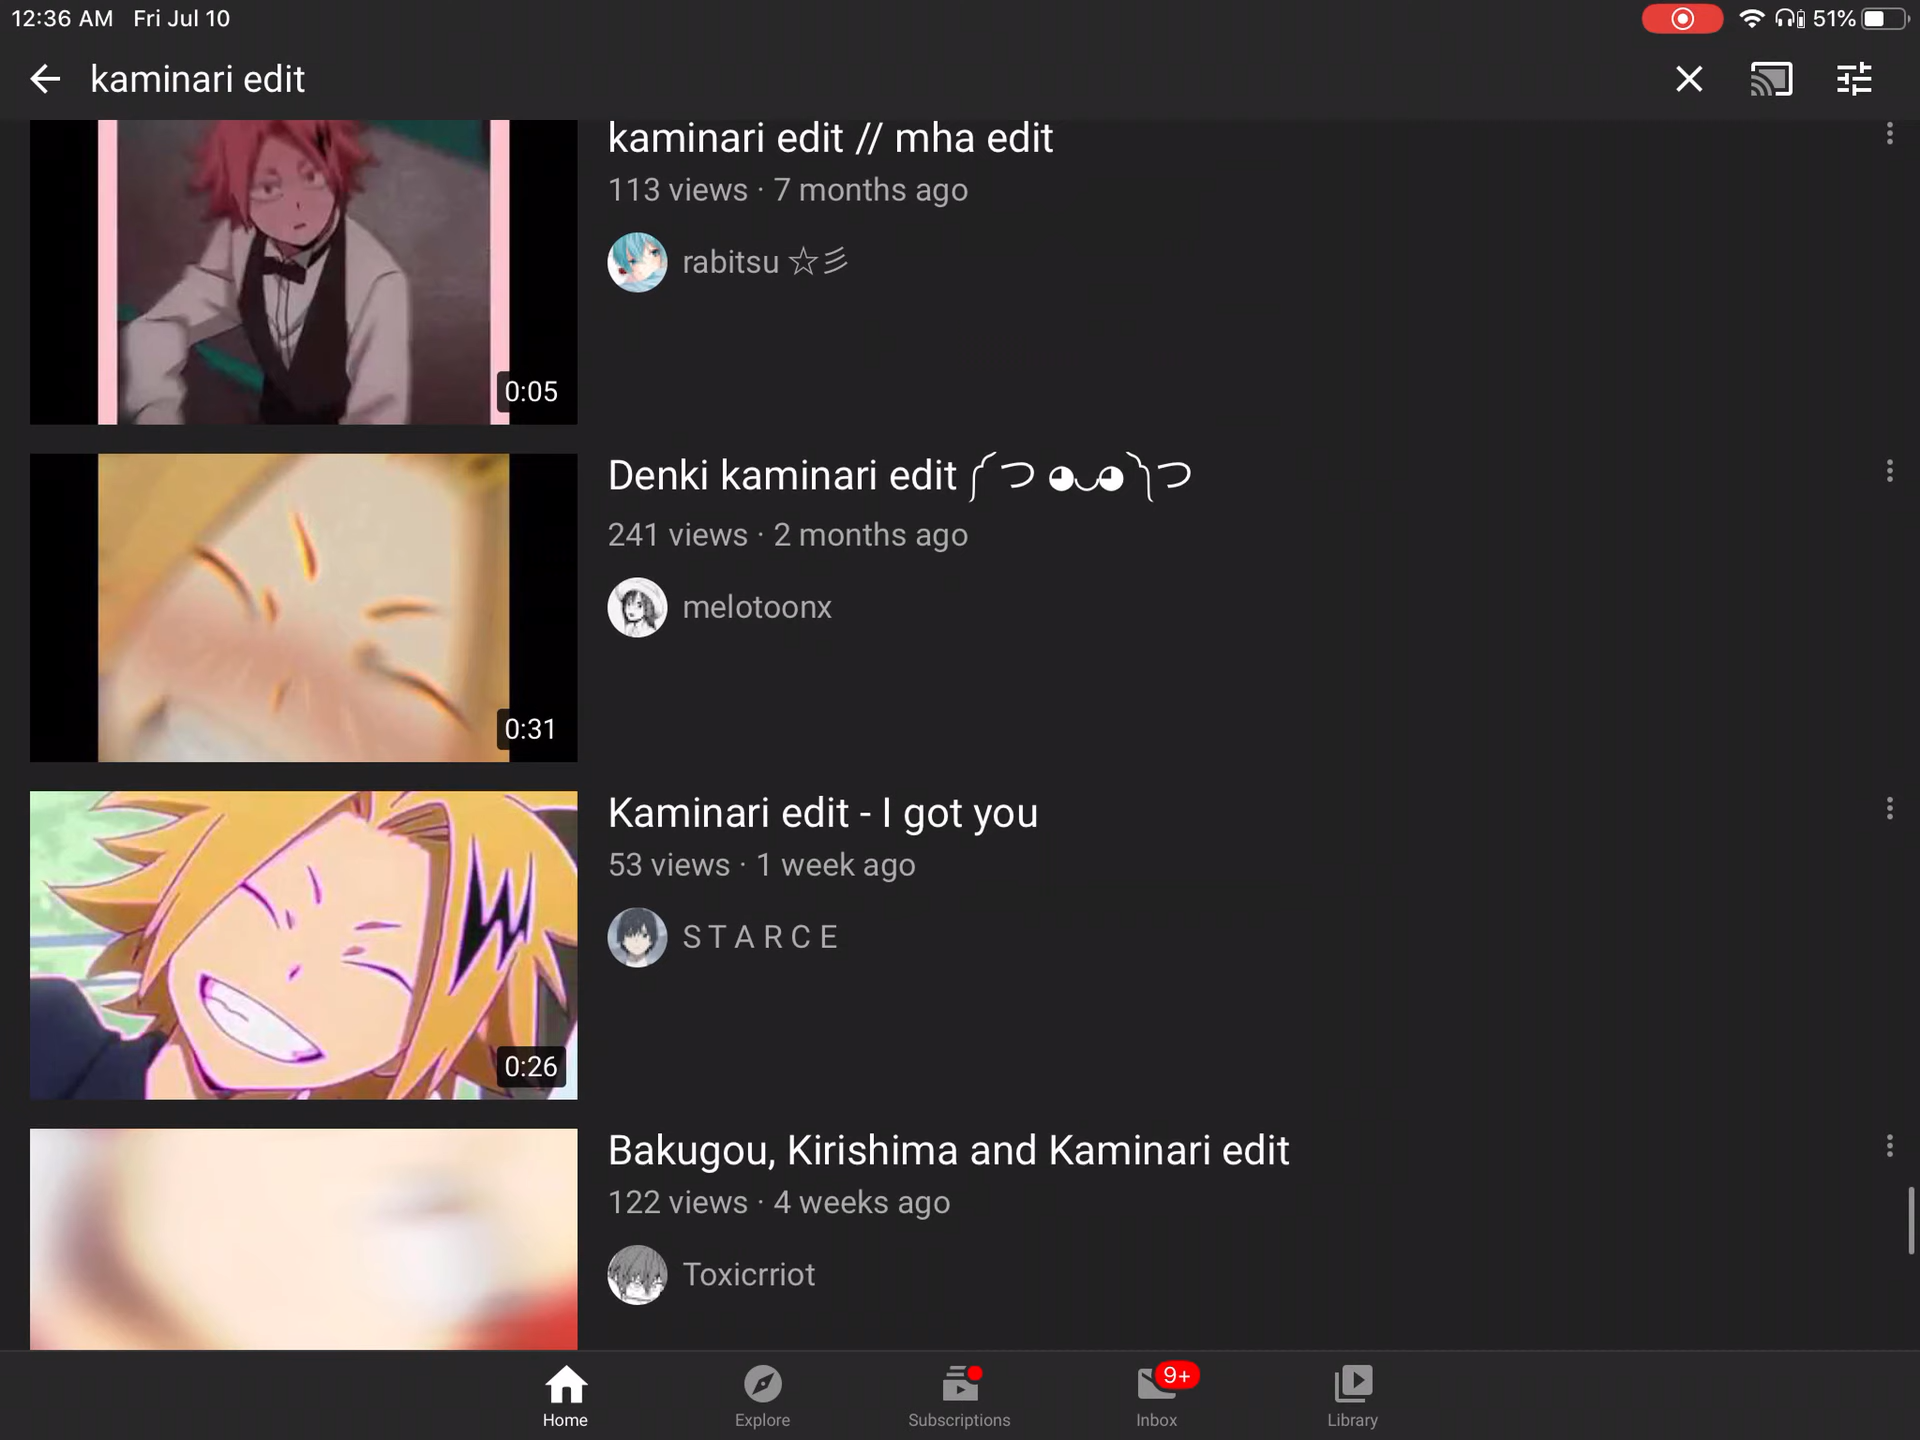 12:36 AM Fri Jul 10
51%
kaminari edit
kaminari edit // mha edit
113 views · 7 months ago
rabitsu ☆彡
0:05
Denki kaminari edit ༼ つ ◕◡◕ ༽つ
241 views · 2 months ago
melotoonx
0:31
Kaminari edit - I got you
53 views · 1 week ago
S T A R C E
0:26
Bakugou, Kirishima and Kaminari edit
122 views · 4 weeks ago
Toxicrriot
9+
Home Explore Subscriptions Inbox Library